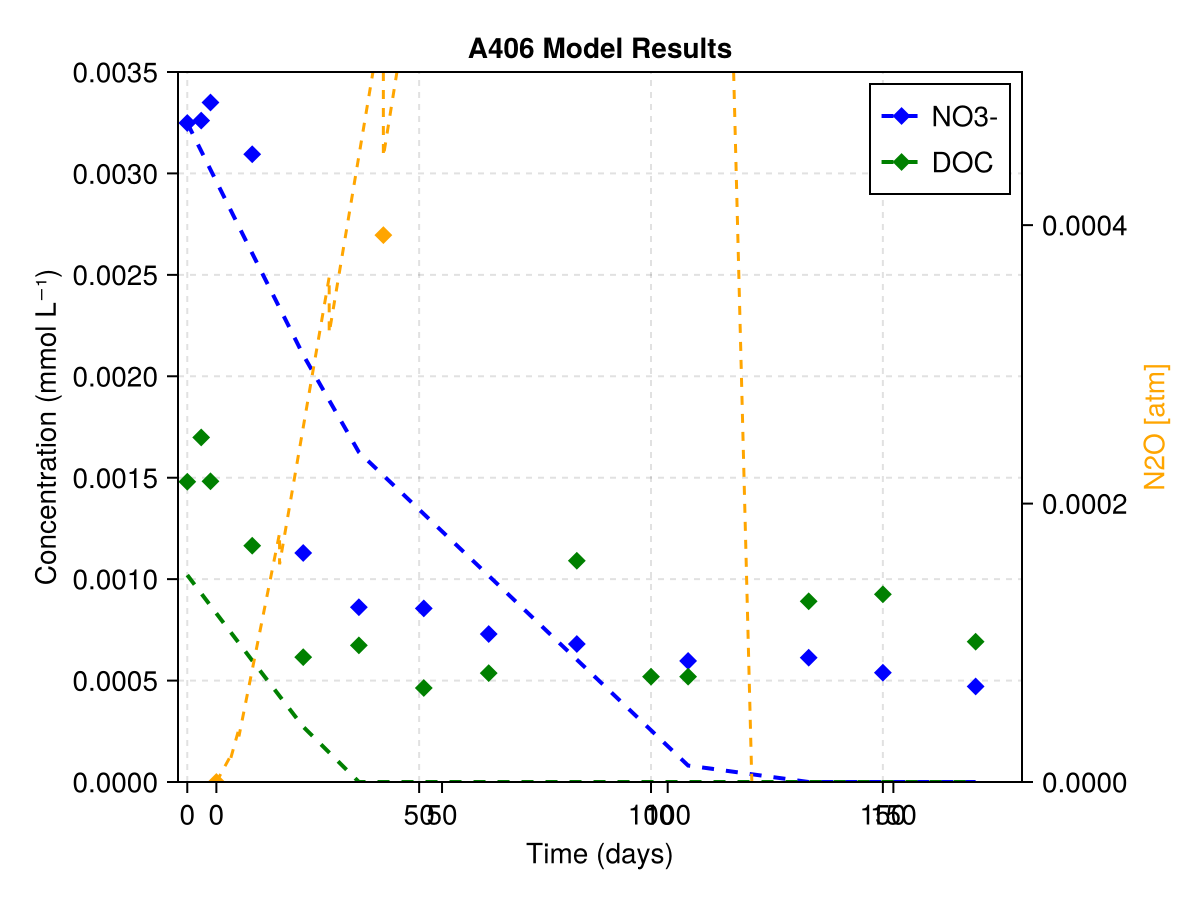 A406 Model Results
0.0035
0.0030
0.0025
0.0020
0.0015
0.0010
0.0005
0.0000
Concentration (mmol L⁻¹)
NO3-
DOC
0.0004
0.0002
0.0000
N2O [atm]
0 0 50 50 100 100 150 150
Time (days)